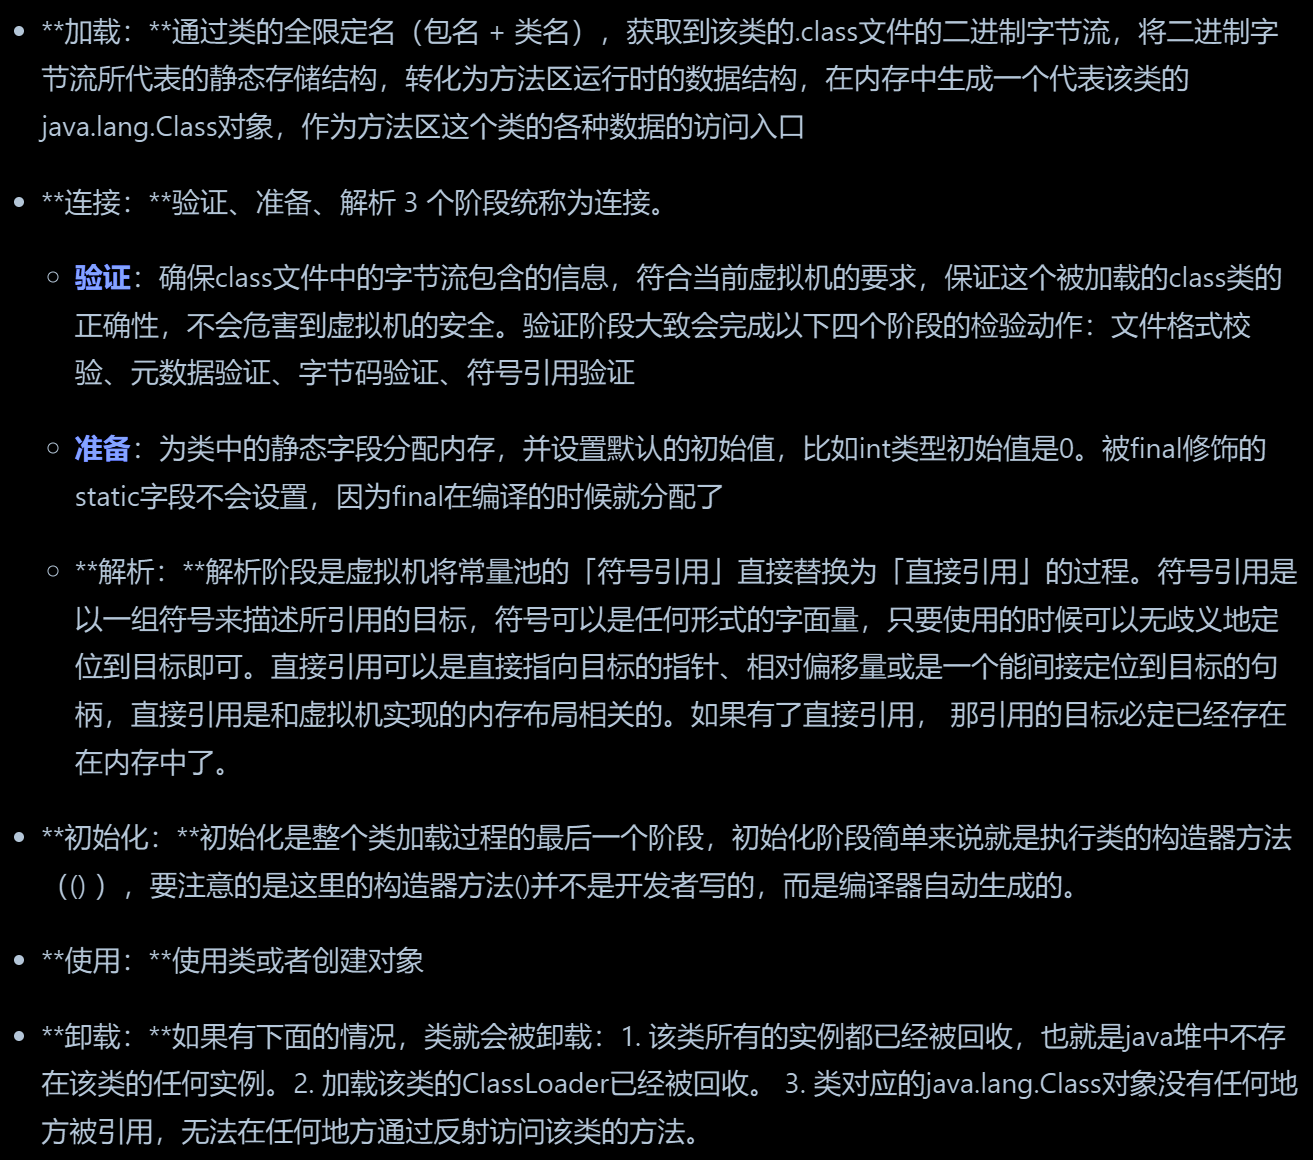 **加载：**通过类的全限定名（包名 + 类名），获取到该类的.class文件的二进制字节流，将二进制字
节流所代表的静态存储结构，转化为方法区运行时的数据结构，在内存中生成一个代表该类的
java.lang.Class对象，作为方法区这个类的各种数据的访问入口
**连接：**验证、准备、解析 3 个阶段统称为连接。
验证：确保class文件中的字节流包含的信息，符合当前虚拟机的要求，保证这个被加载的class类的
正确性，不会危害到虚拟机的安全。验证阶段大致会完成以下四个阶段的检验动作：文件格式校
验、元数据验证、字节码验证、符号引用验证
准备：为类中的静态字段分配内存，并设置默认的初始值，比如int类型初始值是0。被final修饰的
static字段不会设置，因为final在编译的时候就分配了
**解析：**解析阶段是虚拟机将常量池的「符号引用」直接替换为「直接引用」的过程。符号引用是
以一组符号来描述所引用的目标，符号可以是任何形式的字面量，只要使用的时候可以无歧义地定
位到目标即可。直接引用可以是直接指向目标的指针、相对偏移量或是一个能间接定位到目标的句
柄，直接引用是和虚拟机实现的内存布局相关的。如果有了直接引用， 那引用的目标必定已经存在
在内存中了。
**初始化：**初始化是整个类加载过程的最后一个阶段，初始化阶段简单来说就是执行类的构造器方法
（() ），要注意的是这里的构造器方法()并不是开发者写的，而是编译器自动生成的。
**使用：**使用类或者创建对象
**卸载：**如果有下面的情况，类就会被卸载：1. 该类所有的实例都已经被回收，也就是java堆中不存
在该类的任何实例。2. 加载该类的ClassLoader已经被回收。 3. 类对应的java.lang.Class对象没有任何地
方被引用，无法在任何地方通过反射访问该类的方法。